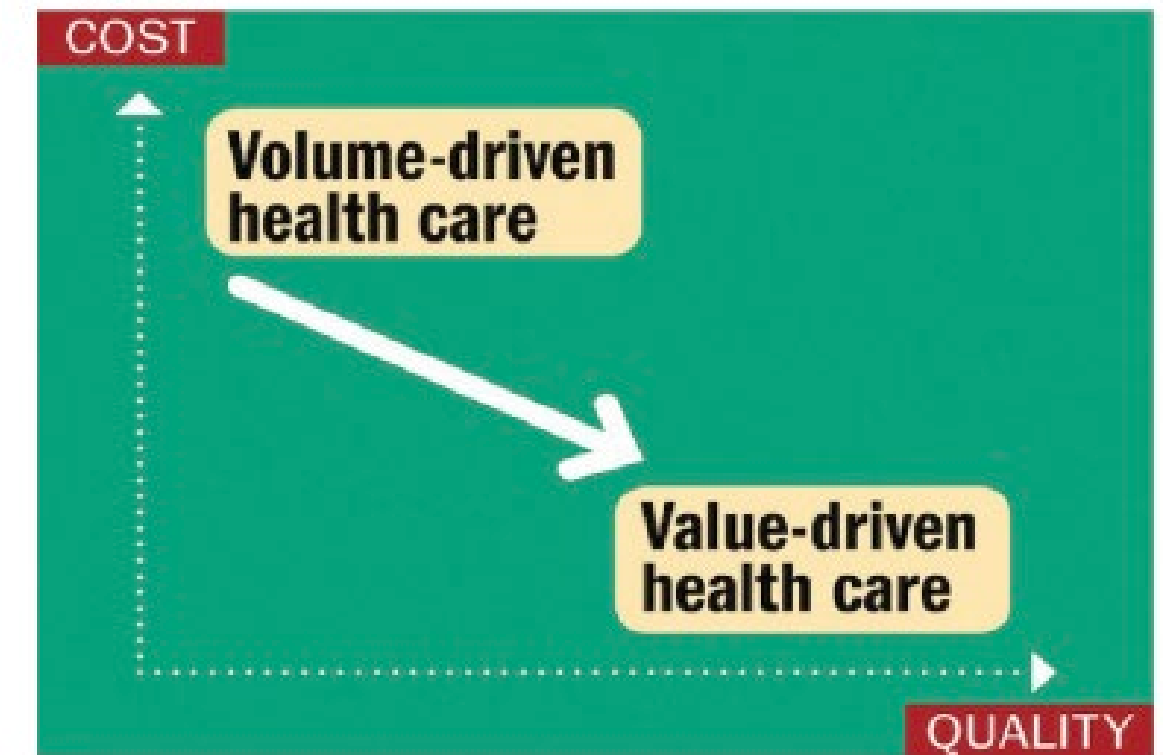 COST
Volume-driven
health care
Value-driven
health care
QUALITY